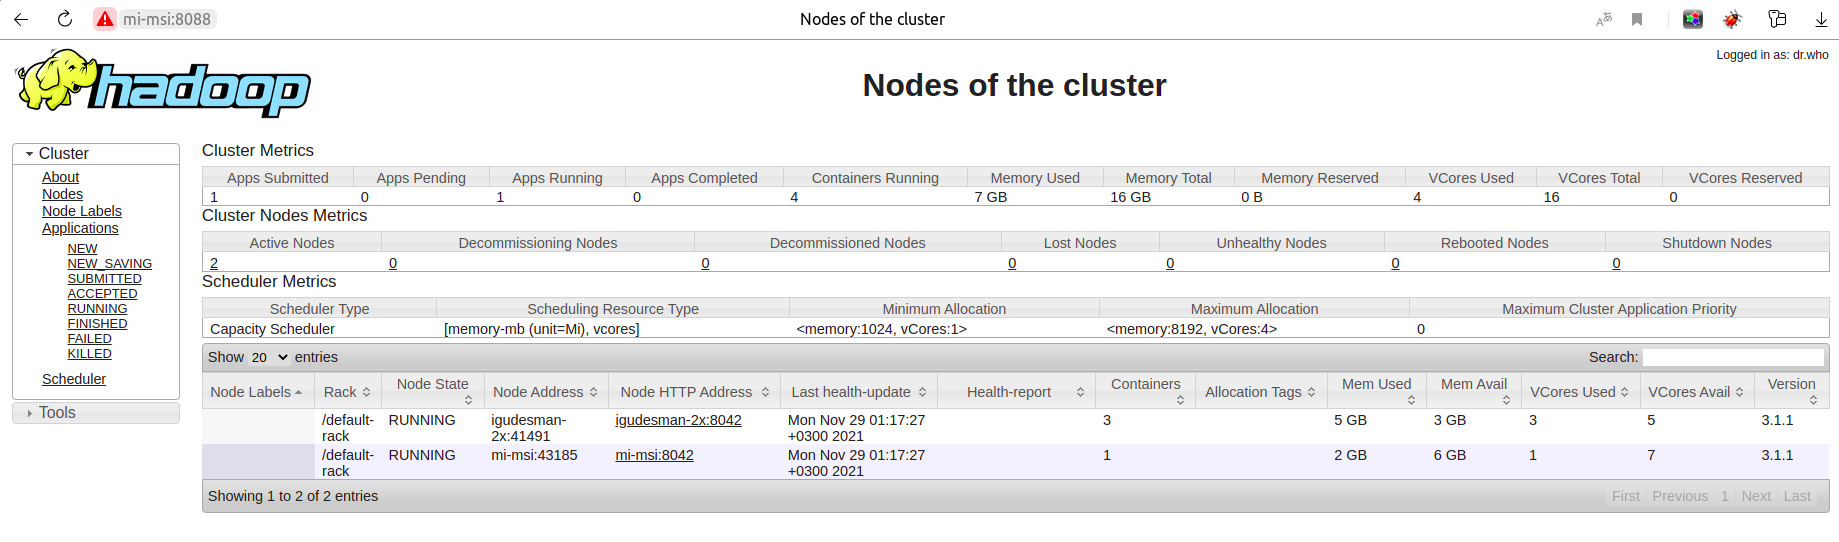 mi-msi:8088 Nodes of the cluster
Logged in as: dr.who
hadoop Nodes of the cluster
Cluster
About
Nodes
Node Labels
Applications
NEW
NEW_SAVING
SUBMITTED
ACCEPTED
RUNNING
FINISHED
FAILED
KILLED
Scheduler
Tools
Cluster Metrics
Apps Submitted Apps Pending Apps Running Apps Completed Containers Running Memory Used Memory Total Memory Reserved VCores Used VCores Total VCores Reserved
1 0 1 0 4 7 GB 16 GB 0 B 4 16 0
Cluster Nodes Metrics
Active Nodes Decommissioning Nodes Decommissioned Nodes Lost Nodes Unhealthy Nodes Rebooted Nodes Shutdown Nodes
2 0 0 0 0 0 0
Scheduler Metrics
Scheduler Type Scheduling Resource Type Minimum Allocation Maximum Allocation Maximum Cluster Application Priority
Capacity Scheduler [memory-mb (unit=Mi), vcores] <memory:1024, vCores:1> <memory:8192, vCores:4> 0
Show 20 entries Search:
Node Labels Rack Node State Node Address Node HTTP Address Last health-update Health-report Containers Allocation Tags Mem Used Mem Avail VCores Used VCores Avail Version
/default-rack RUNNING igudesman-2x:41491 igudesman-2x:8042 Mon Nov 29 01:17:27 +0300 2021 3 5 GB 3 GB 3 5 3.1.1
/default-rack RUNNING mi-msi:43185 mi-msi:8042 Mon Nov 29 01:17:27 +0300 2021 1 2 GB 6 GB 1 7 3.1.1
Showing 1 to 2 of 2 entries First Previous 1 Next Last